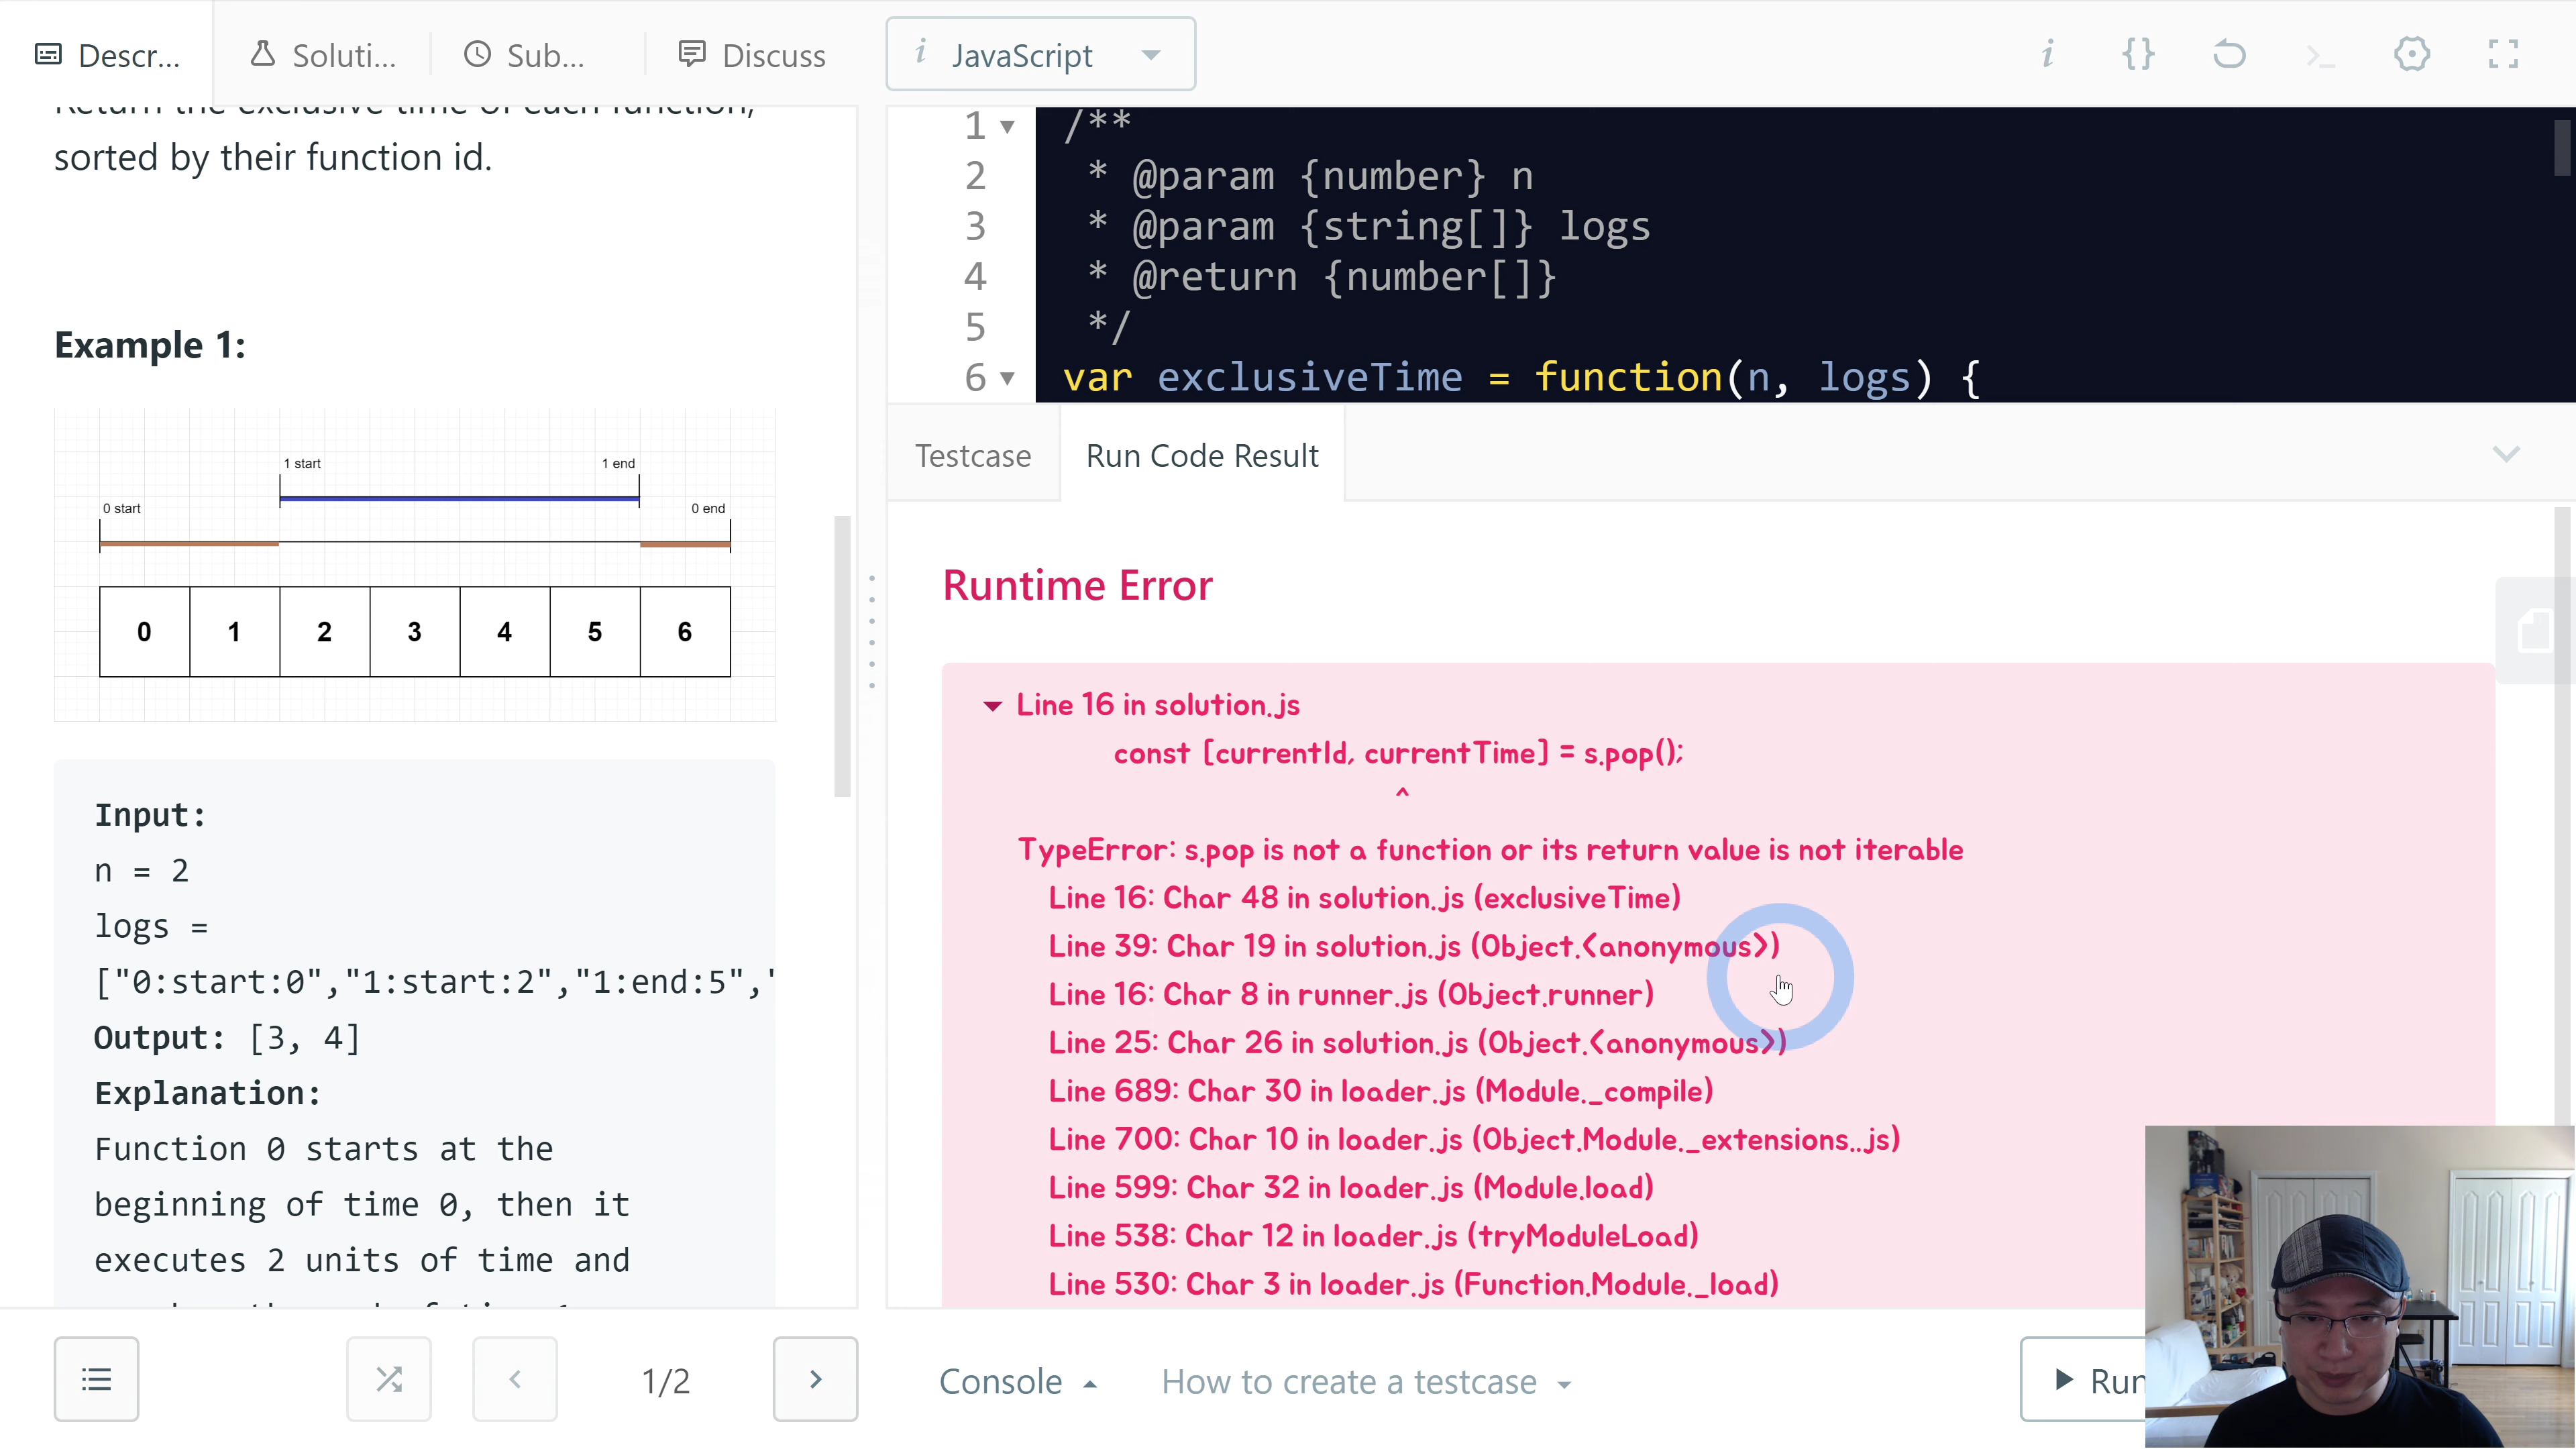 Descr...
Soluti...
Sub...
Discuss
i JavaScript
i {} >_
Return the exclusive time of each function,
sorted by their function id.
Example 1:
1 start 1 end
0 start 0 end
0 1 2 3 4 5 6
Input:
n = 2
logs =
["0:start:0","1:start:2","1:end:5","
Output: [3, 4]
Explanation:
Function 0 starts at the
beginning of time 0, then it
executes 2 units of time and
1/2
1 /**
2 * @param {number} n
3 * @param {string[]} logs
4 * @return {number[]}
5 */
6 var exclusiveTime = function(n, logs) {
Testcase
Run Code Result
Runtime Error
Line 16 in solution.js
const [currentId, currentTime] = s.pop();
^
TypeError: s.pop is not a function or its return value is not iterable
Line 16: Char 48 in solution.js (exclusiveTime)
Line 39: Char 19 in solution.js (Object.<anonymous>)
Line 16: Char 8 in runner.js (Object.runner)
Line 25: Char 26 in solution.js (Object.<anonymous>)
Line 689: Char 30 in loader.js (Module._compile)
Line 700: Char 10 in loader.js (Object.Module._extensions..js)
Line 599: Char 32 in loader.js (Module.load)
Line 538: Char 12 in loader.js (tryModuleLoad)
Line 530: Char 3 in loader.js (Function.Module._load)
Console
How to create a testcase
Run